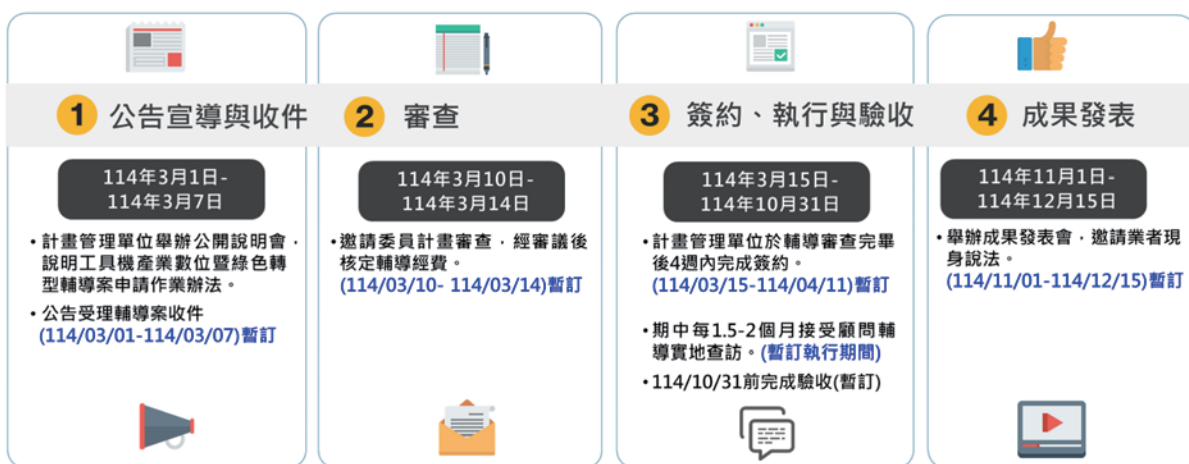 1 公告宣導與收件
114年3月1日-
114年3月7日
•計畫管理單位舉辦公開說明會，
說明工具機產業數位暨綠色轉
型輔導案申請作業辦法。
•公告受理輔導案收件
(114/03/01-114/03/07)暫訂
2 審查
114年3月10日-
114年3月14日
•邀請委員計畫審查，經審議後
核定輔導經費。
(114/03/10- 114/03/14)暫訂
3 簽約、執行與驗收
114年3月15日-
114年10月31日
•計畫管理單位於輔導審查完畢
後4週內完成簽約。
(114/03/15-114/04/11)暫訂
•期中每1.5-2個月接受顧問輔
導實地查訪。(暫訂執行期間)
•114/10/31前完成驗收(暫訂)
4 成果發表
114年11月1日-
114年12月15日
•舉辦成果發表會，邀請業者現
身說法。
(114/11/01-114/12/15)暫訂